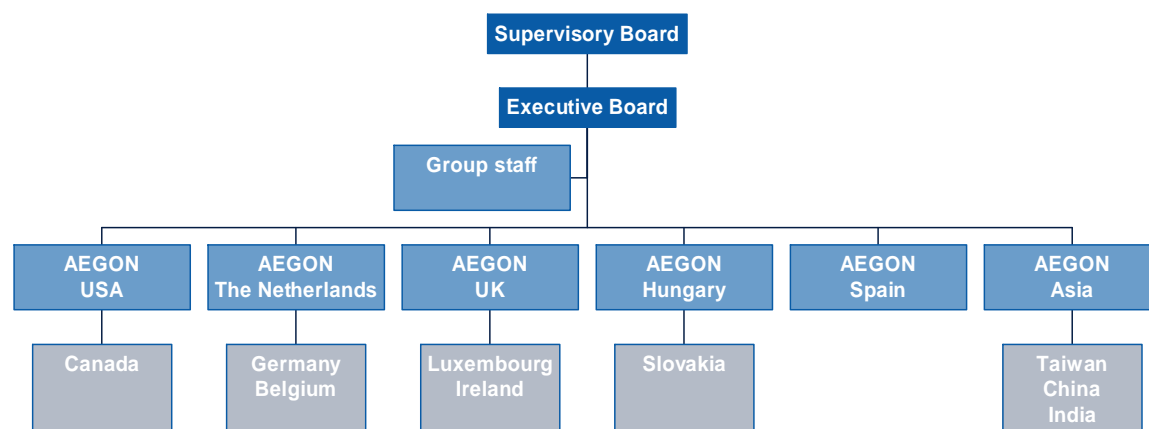 Supervisory Board
Executive Board
Group staff
AEGON
USA
AEGON
The Netherlands
AEGON
UK
AEGON
Hungary
AEGON
Spain
AEGON
Asia
Canada
Germany
Belgium
Luxembourg
Ireland
Slovakia
Taiwan
China
India